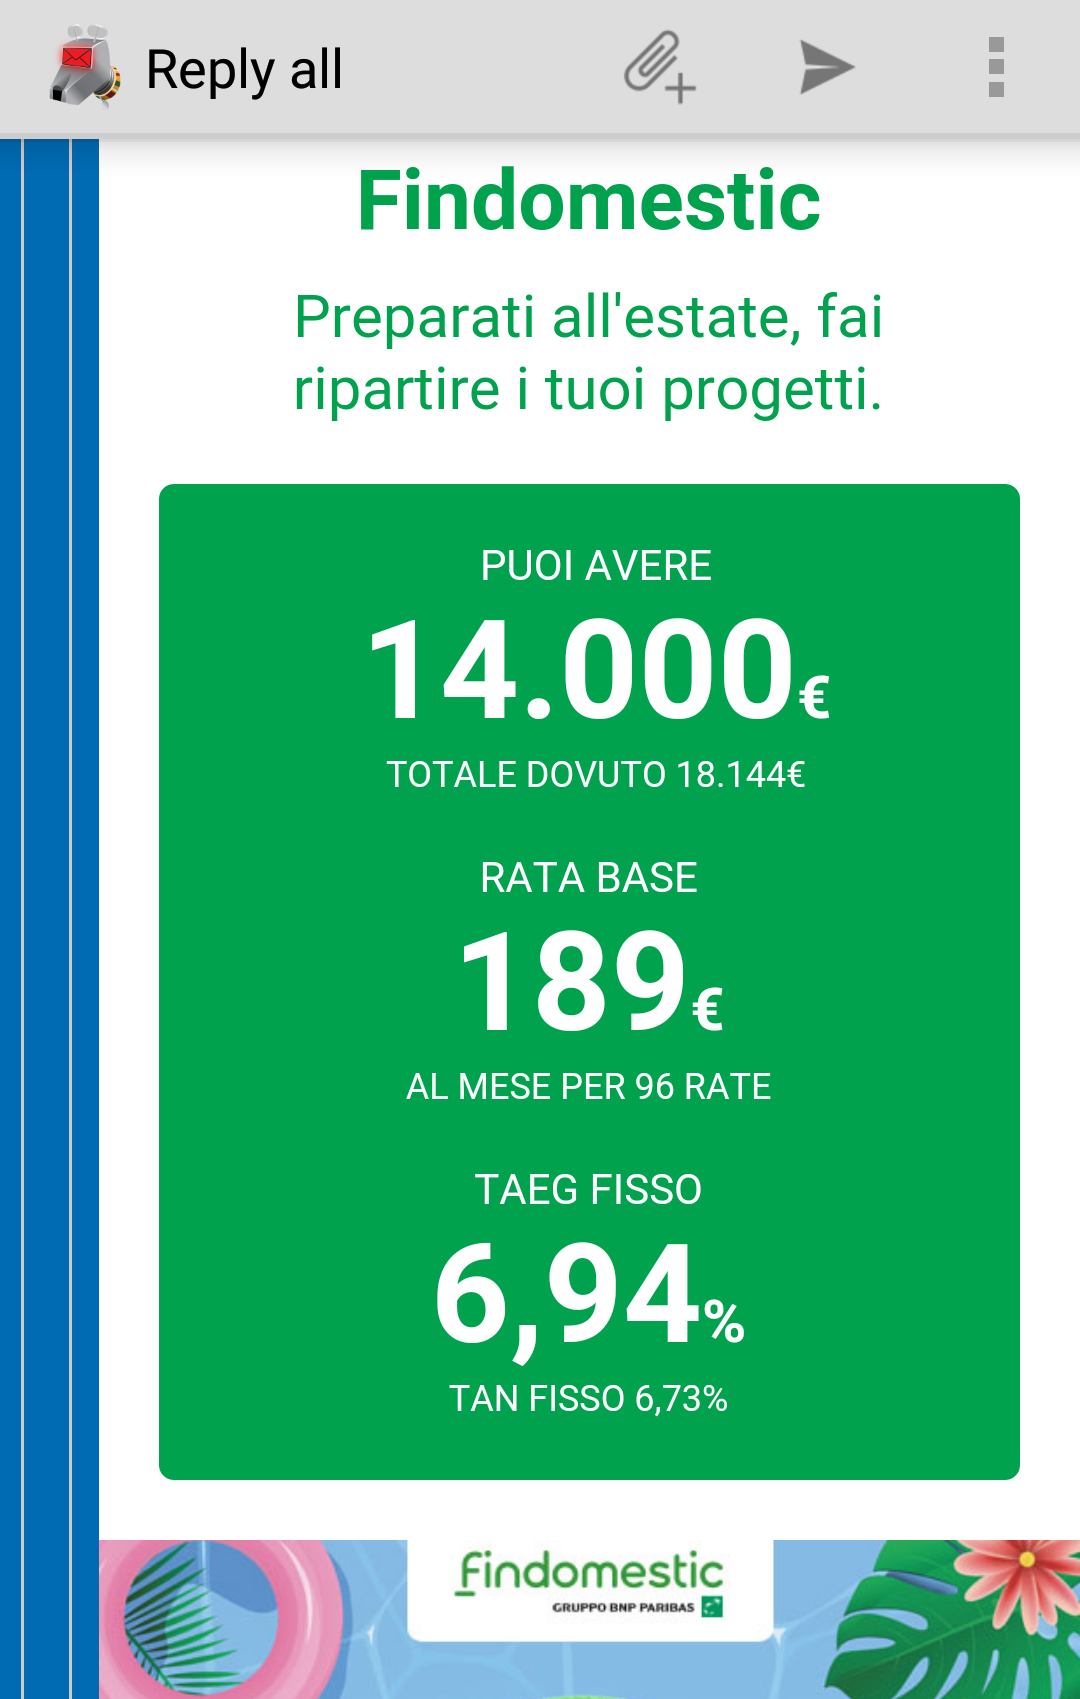 Reply all
Findomestic
Preparati all'estate, fai
ripartire i tuoi progetti.
PUOI AVERE
14.000€
TOTALE DOVUTO 18.144€
RATA BASE
189€
AL MESE PER 96 RATE
TAEG FISSO
6,94%
TAN FISSO 6,73%
findomestic
GRUPPO BNP PARIBAS